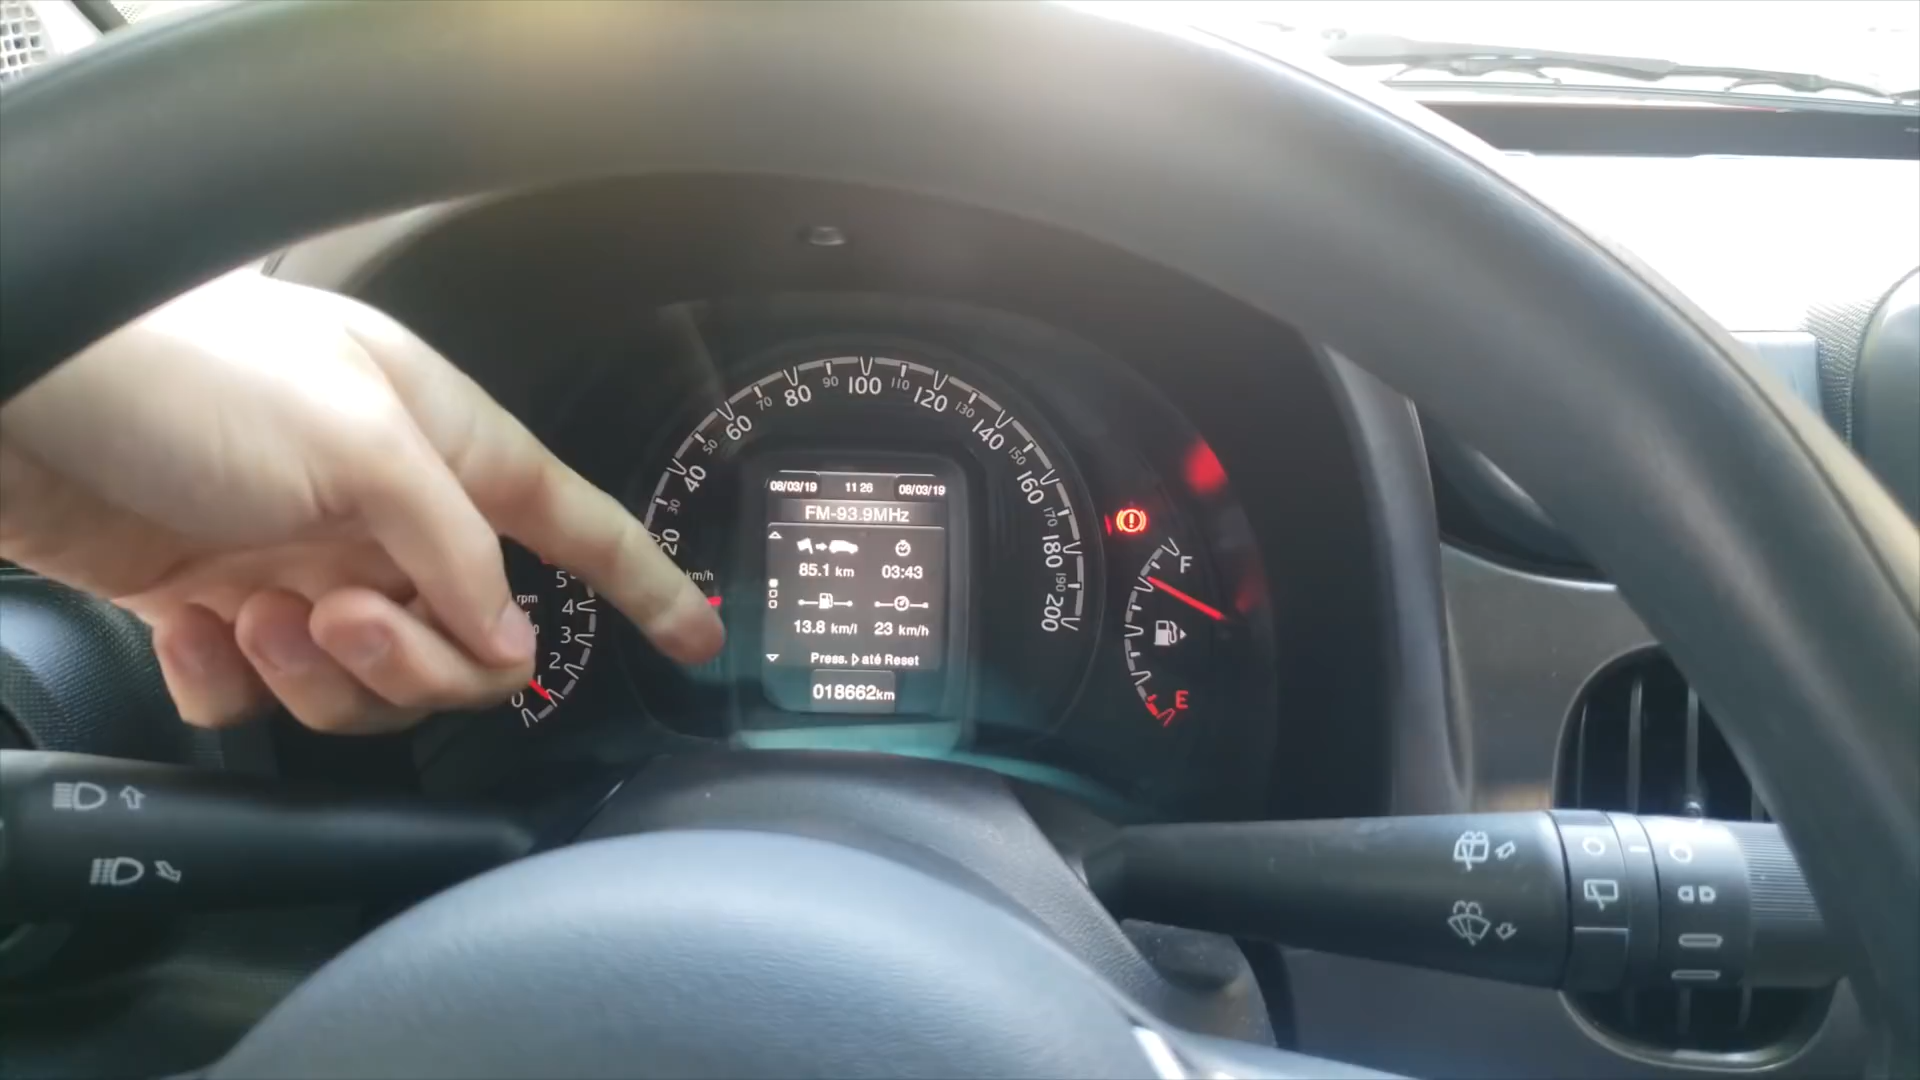 08/03/19 11 26 08/03/19
FM-93.9MHz
85.1 km 03:43
13.8 km/l 23 km/h
Press. ▷ até Reset
018662km
20 30 40 50 60 70 80 90 100 110 120 130 140 150 160 170 180 190 200
km/h
rpm
5
4
3
2
0
F
E